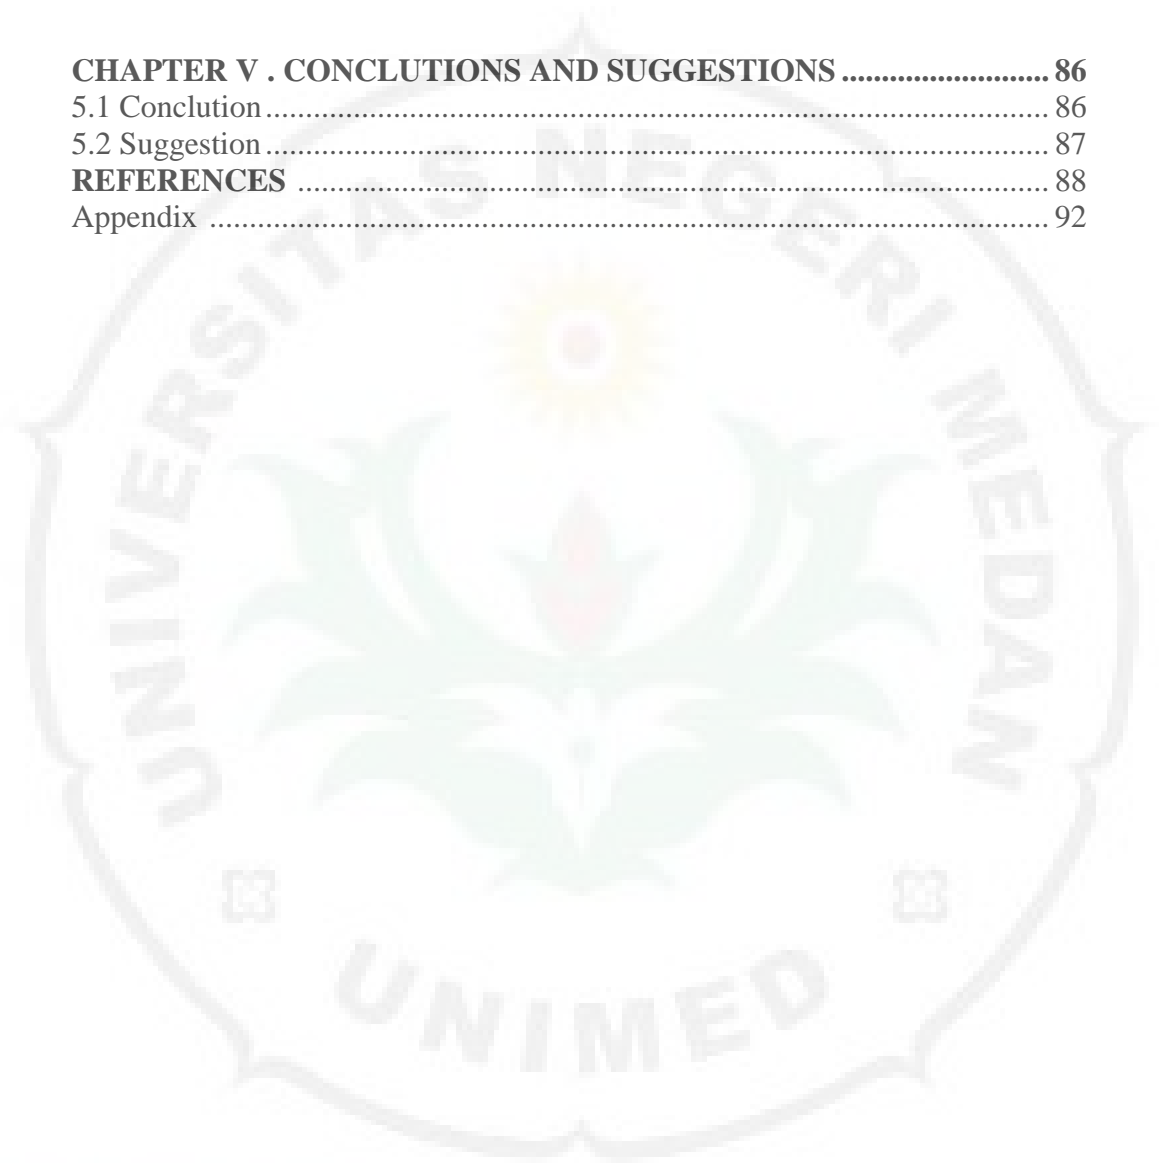 CHAPTER V . CONCLUTIONS AND SUGGESTIONS ......................... 86
5.1 Conclution ................................................................................................ 86
5.2 Suggestion ................................................................................................ 87
REFERENCES ............................................................................................ 88
Appendix ....................................................................................................... 92
UNIVERSITAS NEGERI MEDAN
UNIMED